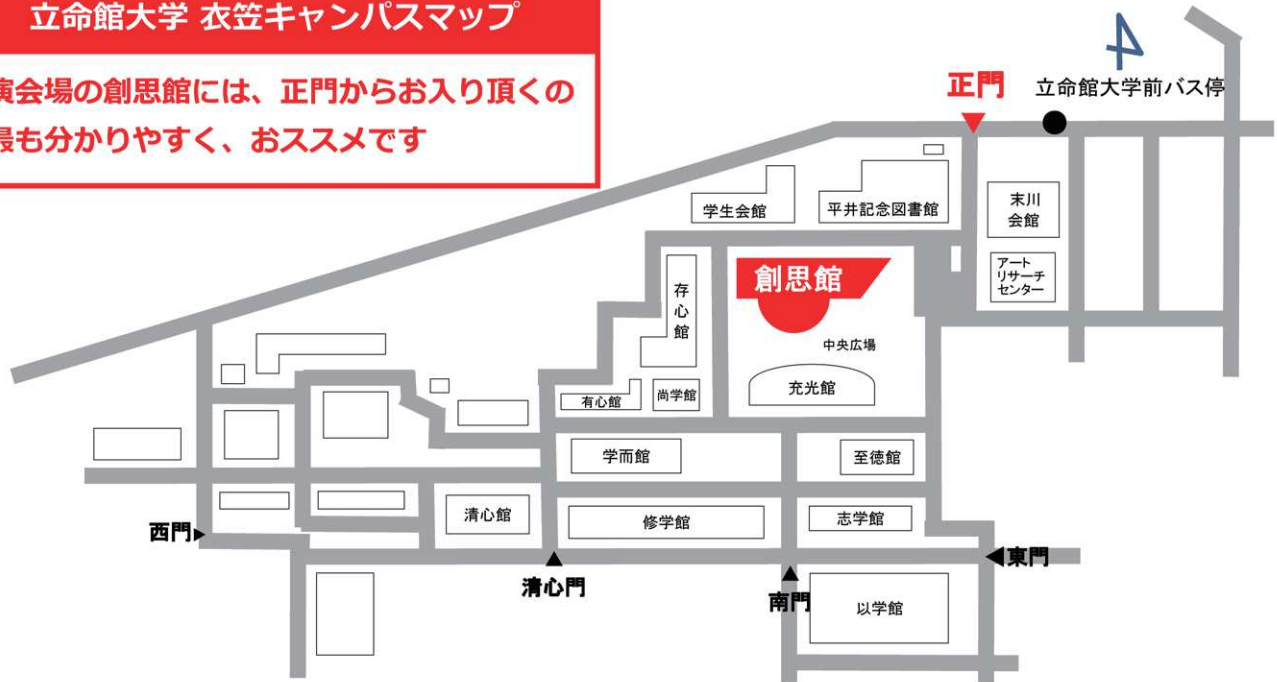 立命館大学 衣笠キャンパスマップ
演会場の創思館には、正門からお入り頂くの
最も分かりやすく、おススメです
正門
立命館大学前バス停
学生会館
平井記念図書館
末川
会館
創思館
アート
リサーチ
センター
存
心
館
中央広場
充光館
有心館
尚学館
学而館
至徳館
清心館
修学館
志学館
西門
清心門
南門
東門
以学館